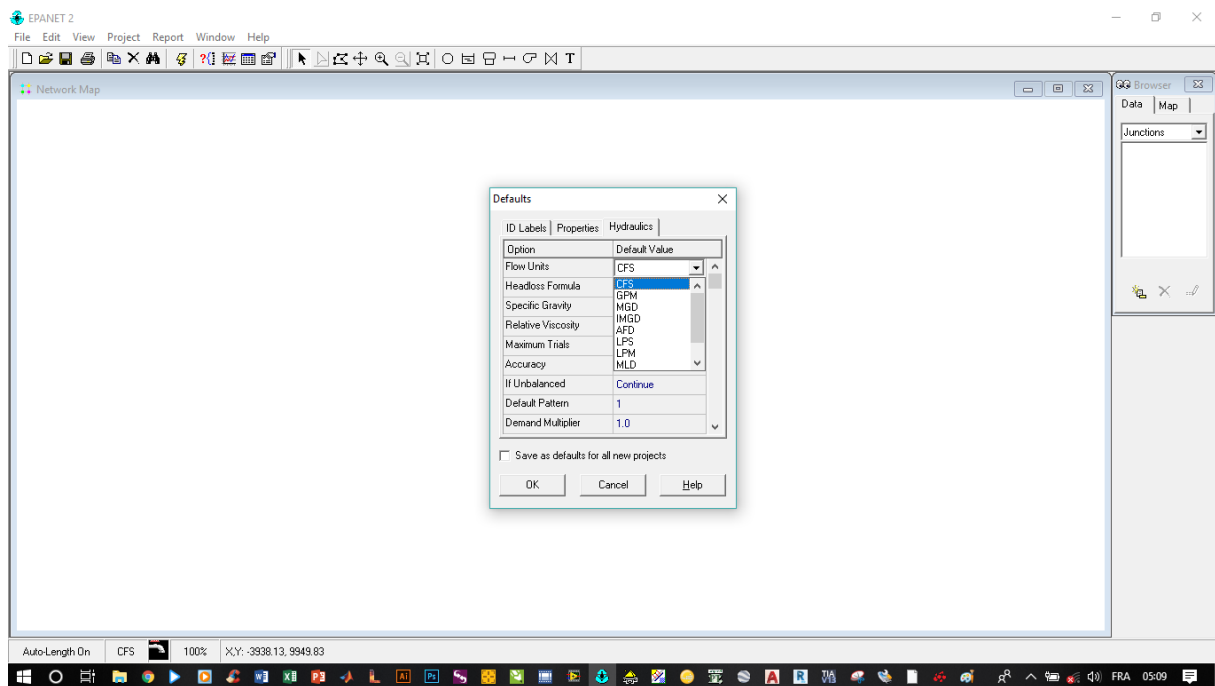 EPANET 2
File Edit View Project Report Window Help
T
Network Map
Browser
Data Map
Junctions
Defaults
ID Labels Properties Hydraulics
Option Default Value
Flow Units CFS
Headloss Formula CFS
GPM
Specific Gravity MGD
IMGD
Relative Viscosity AFD
LPS
Maximum Trials LPM
Accuracy MLD
If Unbalanced Continue
Default Pattern 1
Demand Multiplier 1.0
Save as defaults for all new projects
OK Cancel Help
Auto-Length On CFS 100% X,Y: -3938.13, 9949.83
FRA 05:09